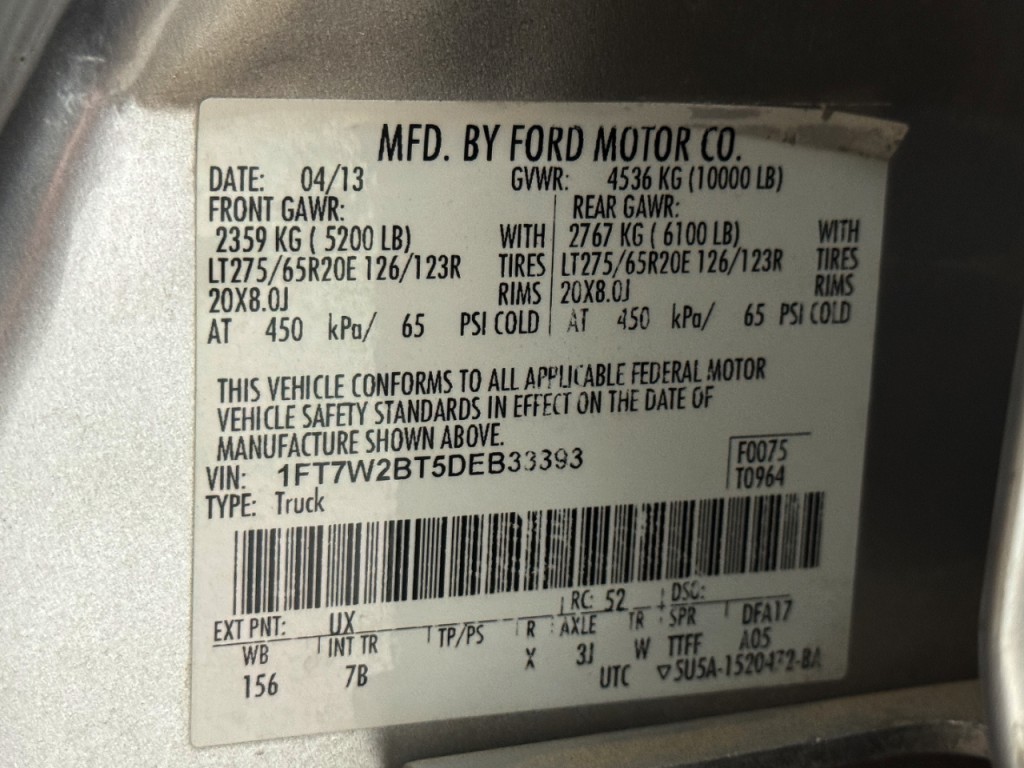 MFD. BY FORD MOTOR CO.
DATE: 04/13 GVWR: 4536 KG (10000 LB)
FRONT GAWR: REAR GAWR:
2359 KG ( 5200 LB) WITH 2767 KG ( 6100 LB) WITH
LT275/65R20E 126/123R TIRES LT275/65R20E 126/123R TIRES
20X8.0J RIMS 20X8.0J RIMS
AT 450 kPa/ 65 PSI COLD AT 450 kPa/ 65 PSI COLD
THIS VEHICLE CONFORMS TO ALL APPLICABLE FEDERAL MOTOR
VEHICLE SAFETY STANDARDS IN EFFECT ON THE DATE OF
MANUFACTURE SHOWN ABOVE.
VIN: 1FT7W2BT5DEB33393
F0075
T0964
TYPE: Truck
EXT PNT: UX RC: 52 DSO:
WB INT TR TP/PS R AXLE TR SPR DFA17
156 7B X 3J W TTFF A05
UTC ▽5U5A-1520472-BA